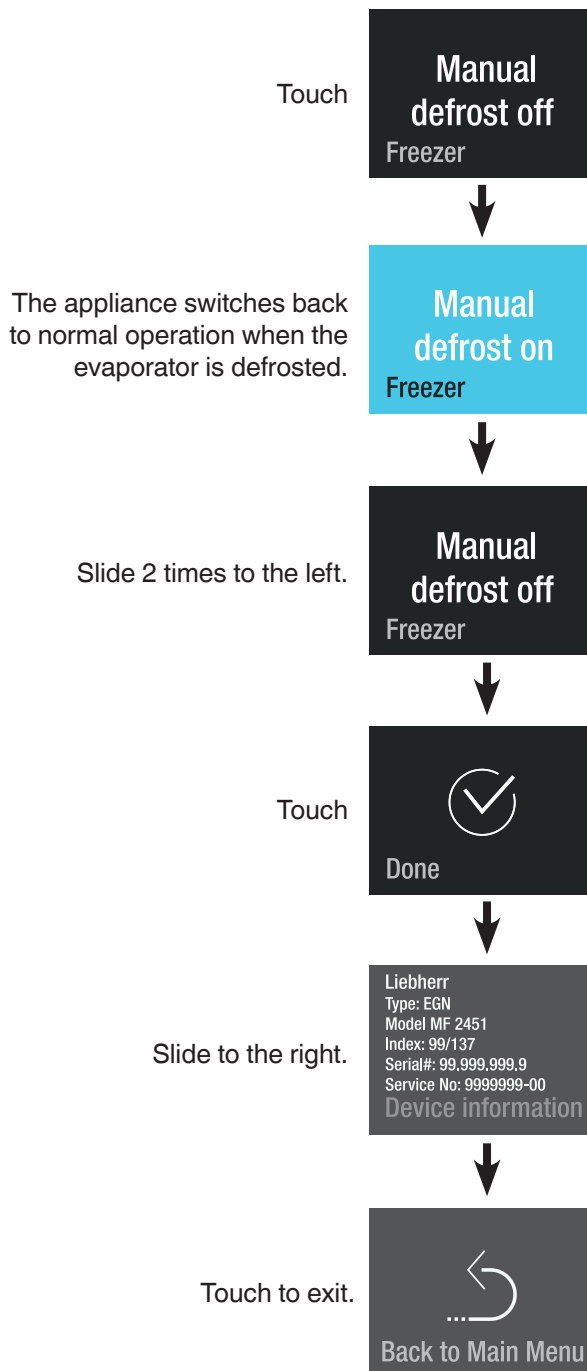 Touch
Manual
defrost off
Freezer
The appliance switches back
to normal operation when the
evaporator is defrosted.
Manual
defrost on
Freezer
Slide 2 times to the left.
Manual
defrost off
Freezer
Touch
Done
Slide to the right.
Liebherr
Type: EGN
Model MF 2451
Index: 99/137
Serial#: 99.999.999.9
Service No: 9999999-00
Device information
Touch to exit.
Back to Main Menu